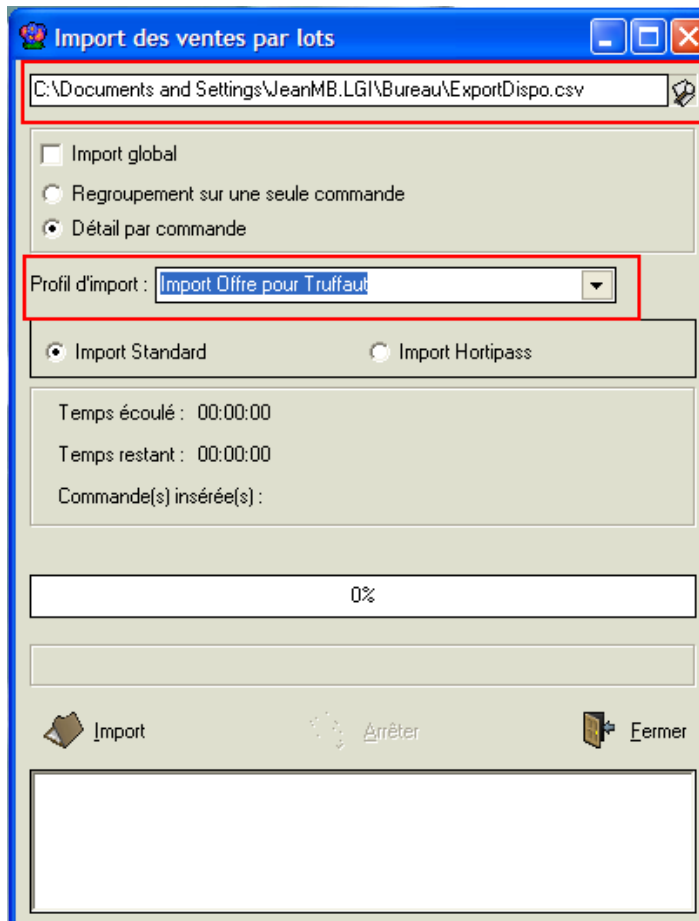 Import des ventes par lots
C:\Documents and Settings\JeanMB.LGI\Bureau\ExportDispo.csv
Import global
Regroupement sur une seule commande
Détail par commande
Profil d'import : Import Offre pour Truffaut
Import Standard Import Hortipass
Temps écoulé : 00:00:00
Temps restant : 00:00:00
Commande(s) insérée(s) :
0%
Import Arrêter Fermer